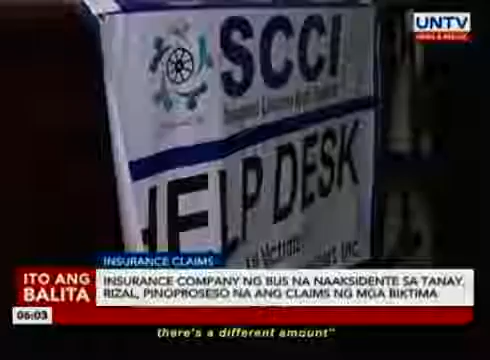 UNTV
NEWS & RESCUE
SCCI
HELP DESK
INSURANCE CLAIMS
ITO ANG
BALITA
INSURANCE COMPANY NG BUS NA NAAKSIDENTE SA TANAY,
RIZAL, PINOPROSESO NA ANG CLAIMS NG MGA BIKTIMA
06:03
there's a different amount"